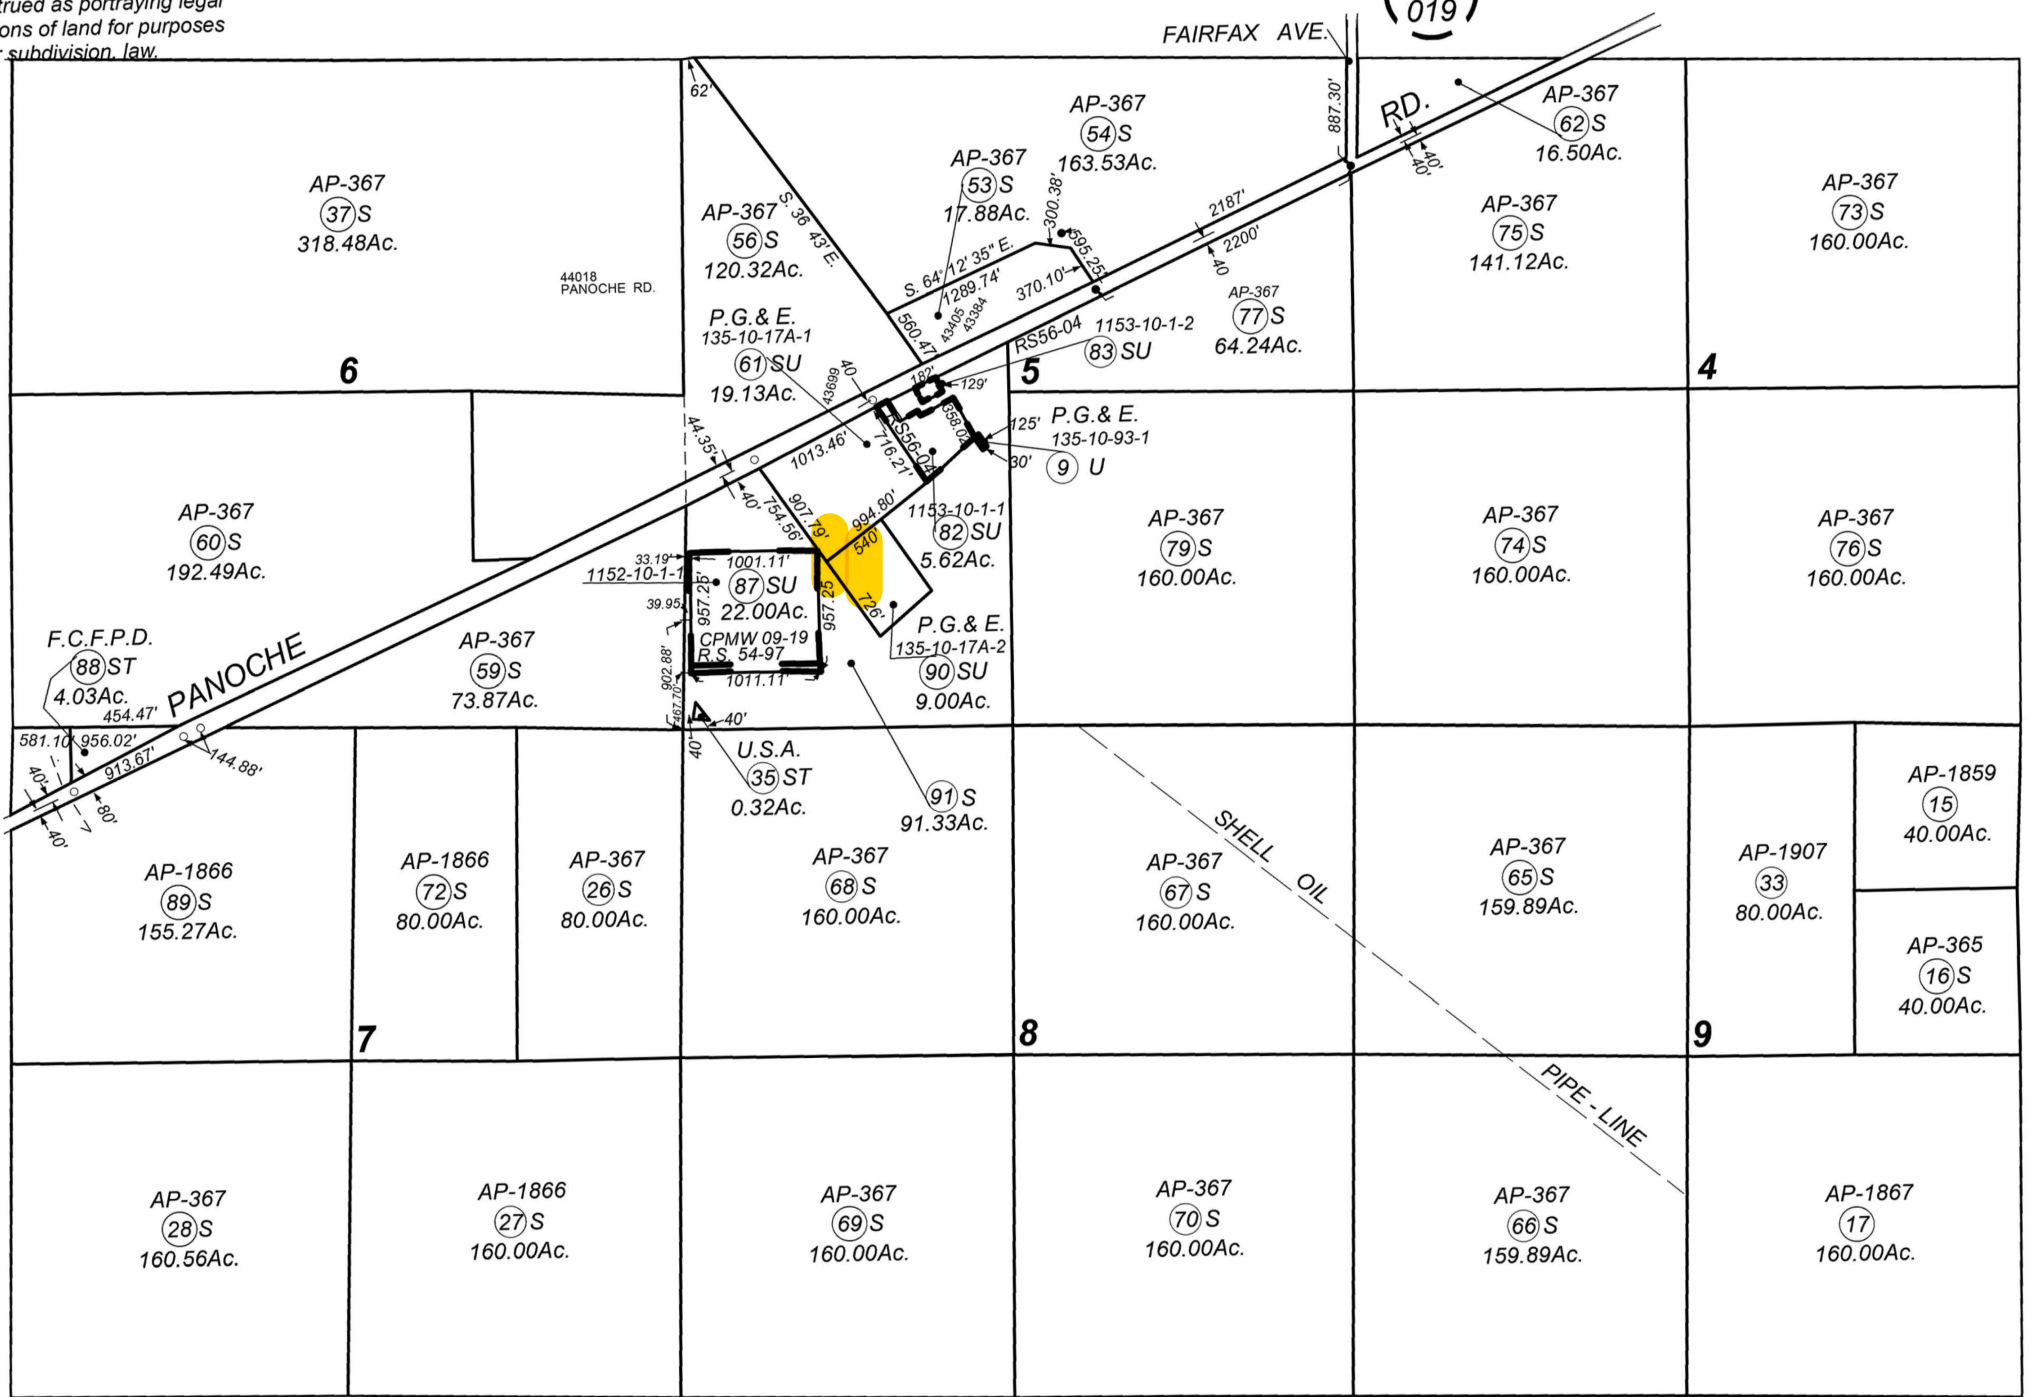 trued as portraying legal
ons of land for purposes
r subdivision, law.
019
FAIRFAX AVE.
62'
887.30'
RD.
AP-367
62 S
16.50Ac.
40'
40'
AP-367
54 S
163.53Ac.
AP-367
53 S
17.88Ac.
300.38'
595.25'
AP-367
37 S
318.48Ac.
44018
PANOCHE RD.
6
AP-367
56 S
120.32Ac.
S. 36 43' E.
S. 64° 12' 35" E.
1289.74'
43405
43384
370.10'
560.47'
2187'
2200'
40
AP-367
75 S
141.12Ac.
AP-367
73 S
160.00Ac.
AP-367
77 S
64.24Ac.
4
P.G.& E.
135-10-17A-1
61 SU
19.13Ac.
43699
40
RS56-04
1153-10-1-2
83 SU
5
182'
129'
358.02
125'
30'
P.G.& E.
135-10-93-1
9 U
RS56-04
716.21'
1013.46'
44.35'
40'
907.79'
754.56'
994.80'
540'
726'
1153-10-1-1
82 SU
5.62Ac.
AP-367
60 S
192.49Ac.
33.19'
1001.11'
1152-10-1-1
87 SU
22.00Ac.
957.25'
957.25
39.95
CPMW 09-19
R.S. 54-97
1011.11'
902.88'
467.70'
P.G.& E.
135-10-17A-2
90 SU
9.00Ac.
AP-367
79 S
160.00Ac.
AP-367
74 S
160.00Ac.
AP-367
76 S
160.00Ac.
F.C.F.P.D.
88 ST
4.03Ac.
PANOCHE
AP-367
59 S
73.87Ac.
454.47'
581.10'
956.02'
913.67'
144.88'
40'
80'
40'
40'
40'
U.S.A.
35 ST
0.32Ac.
91 S
91.33Ac.
AP-1866
89 S
155.27Ac.
AP-1866
72 S
80.00Ac.
AP-367
26 S
80.00Ac.
AP-367
68 S
160.00Ac.
AP-367
67 S
160.00Ac.
SHELL
OIL
PIPE - LINE
AP-367
65 S
159.89Ac.
AP-1907
33
80.00Ac.
AP-1859
15
40.00Ac.
AP-365
16 S
40.00Ac.
7
8
9
AP-367
28 S
160.56Ac.
AP-1866
27 S
160.00Ac.
AP-367
69 S
160.00Ac.
AP-367
70 S
160.00Ac.
AP-367
66 S
159.89Ac.
AP-1867
17
160.00Ac.